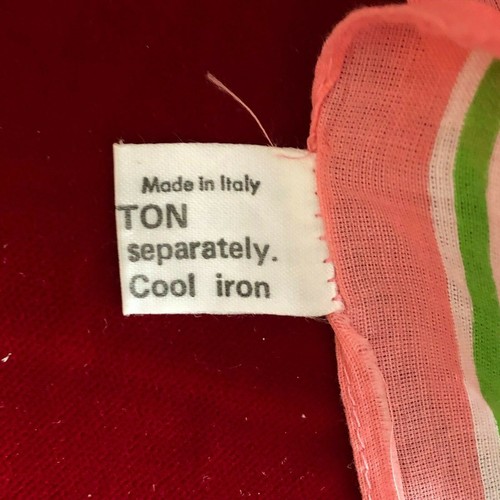 Made in Italy
TON
separately.
Cool iron